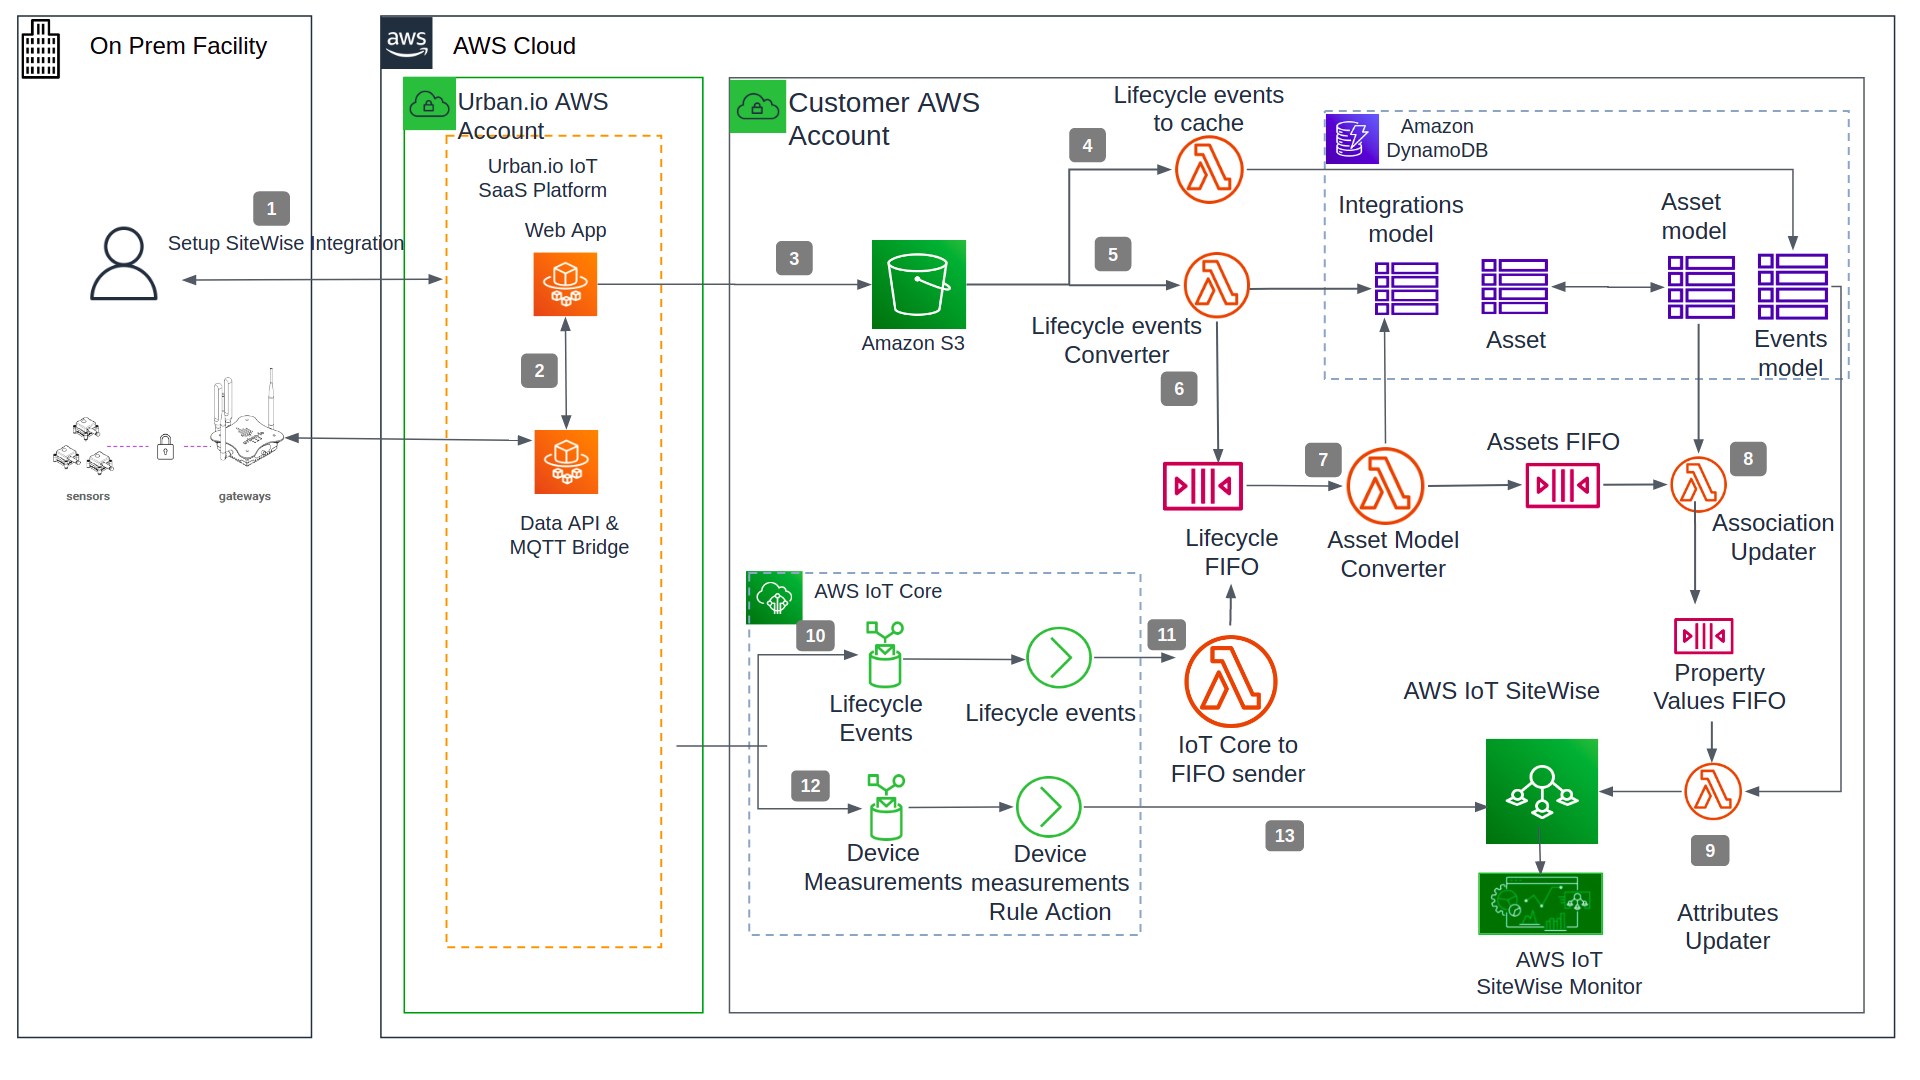 On Prem Facility
aws
AWS Cloud
Urban.io AWS
Account
Urban.io IoT
SaaS Platform
Web App
1
Setup SiteWise Integration
2
Data API &
MQTT Bridge
sensors
gateways
Customer AWS
Account
3
Amazon S3
Lifecycle events
to cache
4
5
Lifecycle events
Converter
6
Amazon
DynamoDB
Integrations
model
Asset
Asset
model
Events
model
Lifecycle
FIFO
7
Asset Model
Converter
Assets FIFO
8
Association
Updater
Property
Values FIFO
9
Attributes
Updater
AWS IoT Core
10
Lifecycle
Events
Lifecycle events
11
IoT Core to
FIFO sender
12
Device
Measurements
Device
measurements
Rule Action
13
AWS IoT SiteWise
AWS IoT
SiteWise Monitor